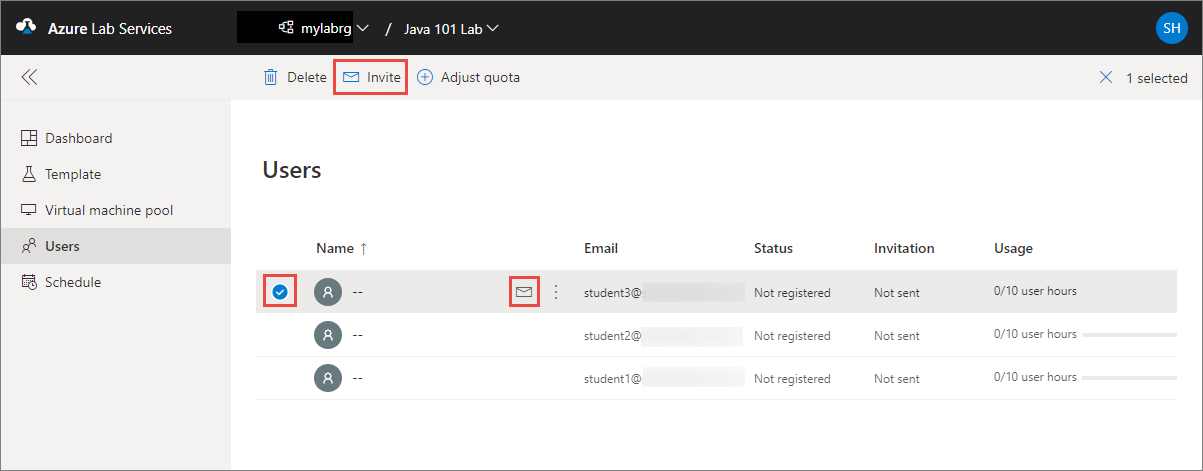 Azure Lab Services mylabrg / Java 101 Lab SH
Delete Invite Adjust quota 1 selected
Dashboard
Template
Virtual machine pool
Users
Schedule
Users
Name ↑ Email Status Invitation Usage
-- student3@ Not registered Not sent 0/10 user hours
-- student2@ Not registered Not sent 0/10 user hours
-- student1@ Not registered Not sent 0/10 user hours